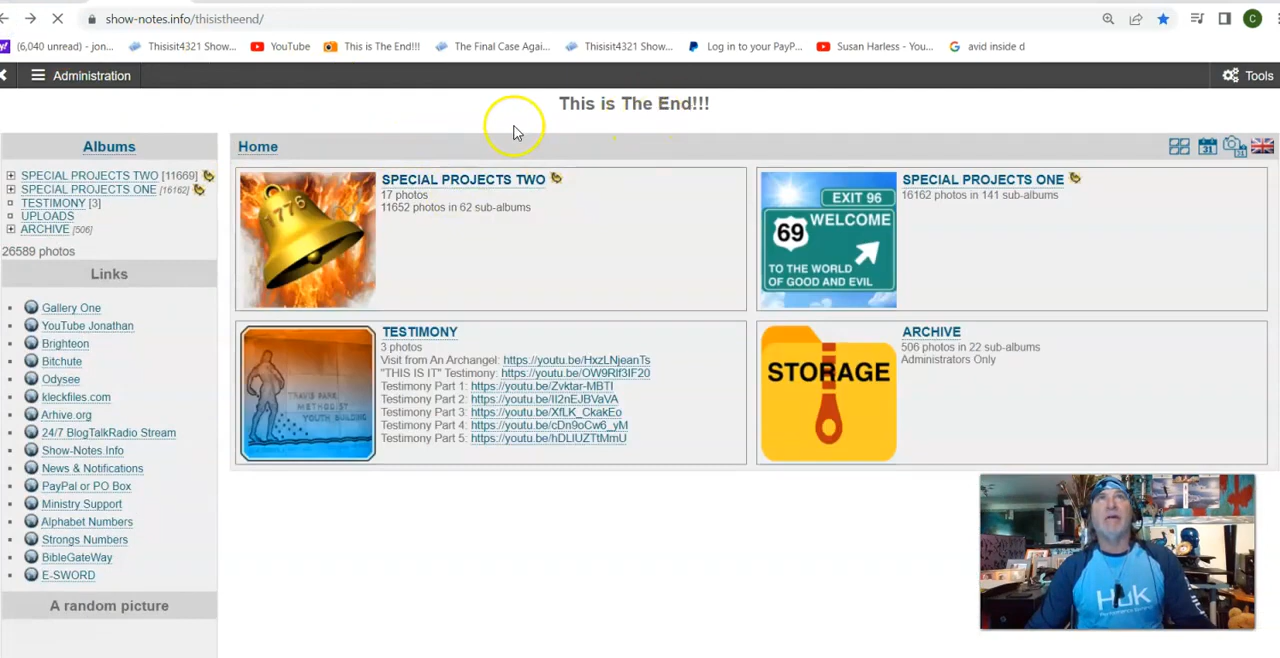 show-notes.info/thisistheend/
(6,040 unread) - jon... Thisisit4321 Show... YouTube This is The End!!! The Final Case Agai... Thisisit4321 Show... Log in to your PayP... Susan Harless - You... avid inside d
Administration Tools
This is The End!!!
Albums
SPECIAL PROJECTS TWO [11669]
SPECIAL PROJECTS ONE [16162]
TESTIMONY [3]
UPLOADS
ARCHIVE [506]
26589 photos
Links
Gallery One
YouTube Jonathan
Brighteon
Bitchute
Odysee
kleckfiles.com
Arhive.org
24/7 BlogTalkRadio Stream
Show-Notes Info
News & Notifications
PayPal or PO Box
Ministry Support
Alphabet Numbers
Strongs Numbers
BibleGateWay
E-SWORD
A random picture
Home
1776
SPECIAL PROJECTS TWO
17 photos
11652 photos in 62 sub-albums
EXIT 96
69 WELCOME
TO THE WORLD
OF GOOD AND EVIL
SPECIAL PROJECTS ONE
16162 photos in 141 sub-albums
TRAVIS PARK
METHODIST
YOUTH BUILDING
TESTIMONY
3 photos
Visit from An Archangel: https://youtu.be/HxzLNjeanTs
"THIS IS IT" Testimony: https://youtu.be/OW9Rlf3IF20
Testimony Part 1: https://youtu.be/Zvktar-MBTI
Testimony Part 2: https://youtu.be/II2nEJBVaVA
Testimony Part 3: https://youtu.be/XfLK_CkakEo
Testimony Part 4: https://youtu.be/cDn9oCw6_yM
Testimony Part 5: https://youtu.be/hDLIUZTtMmU
STORAGE
ARCHIVE
506 photos in 22 sub-albums
Administrators Only
HUK